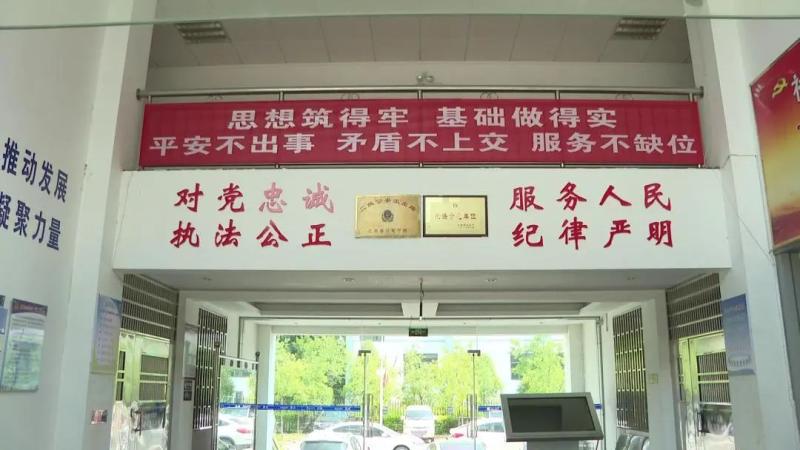 思想筑得牢 基础做得实
平安不出事 矛盾不上交 服务不缺位
对党忠诚 服务人民
执法公正 纪律严明
推动发展
凝聚力量